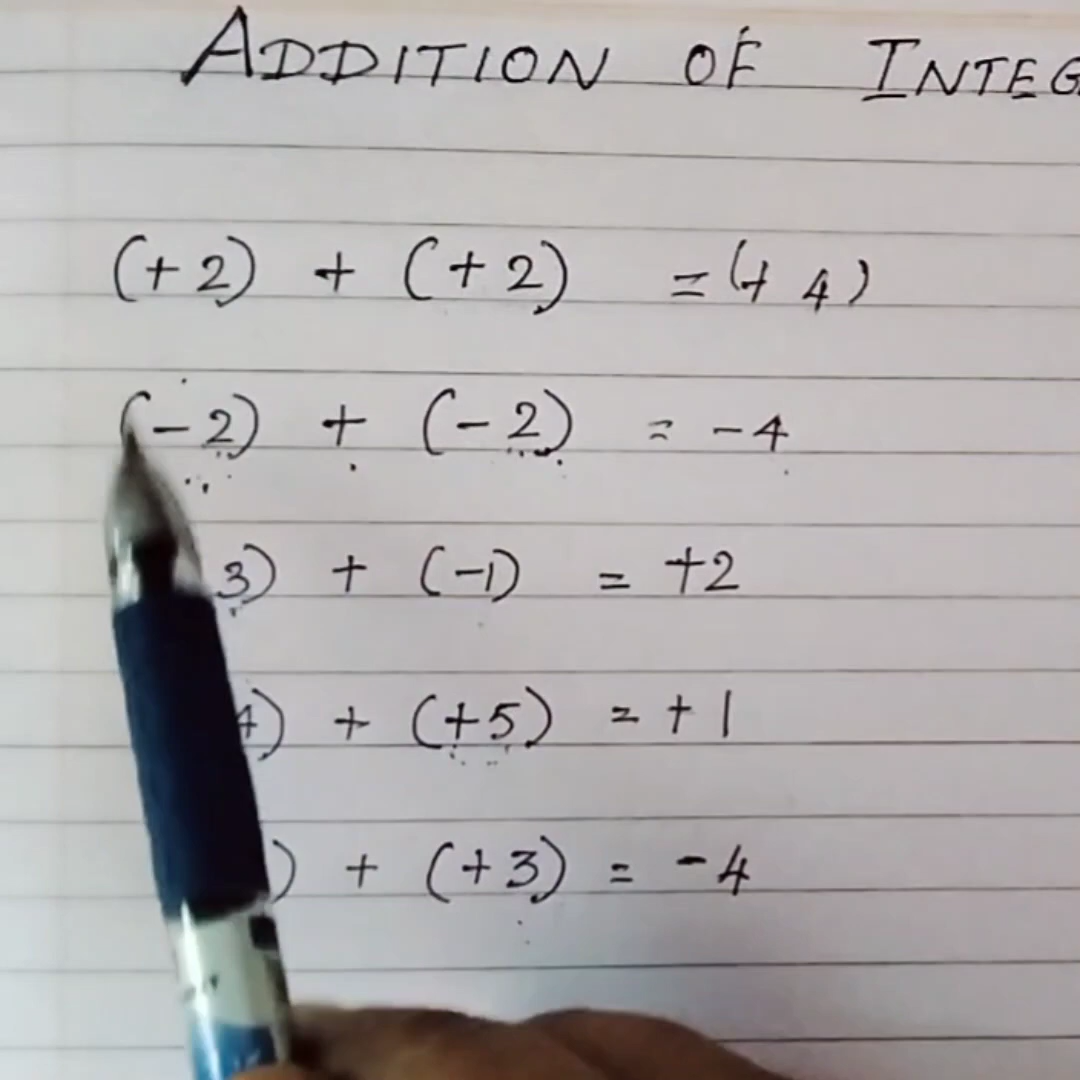 ADDITION OF INTEG
(+2) + (+2) = (+4)
(-2) + (-2) = -4
3) + (-1) = +2
4) + (+5) = +1
) + (+3) = -4